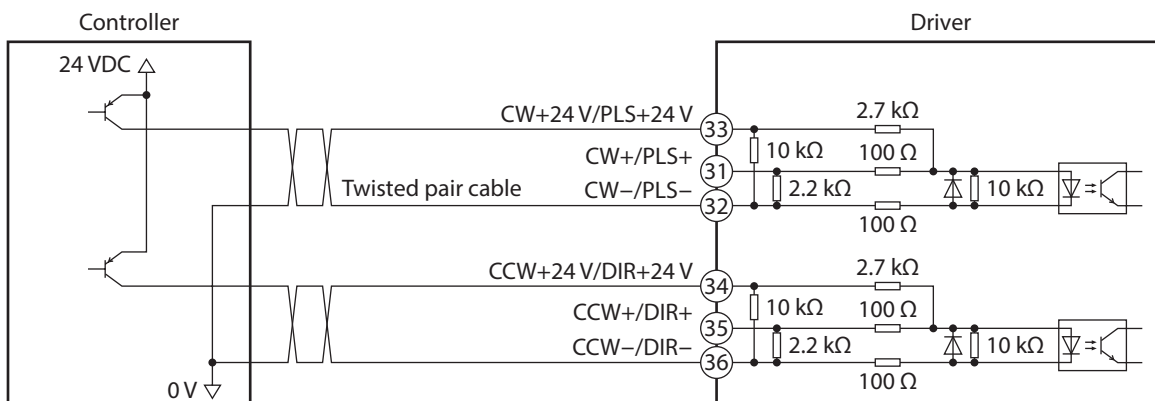 Controller
Driver
24 VDC
CW+24 V/PLS+24 V
33
2.7 kΩ
10 kΩ
100 Ω
CW+/PLS+
31
Twisted pair cable
CW−/PLS−
32
2.2 kΩ
10 kΩ
100 Ω
CCW+24 V/DIR+24 V
34
2.7 kΩ
10 kΩ
100 Ω
CCW+/DIR+
35
2.2 kΩ
10 kΩ
CCW−/DIR−
36
100 Ω
0 V